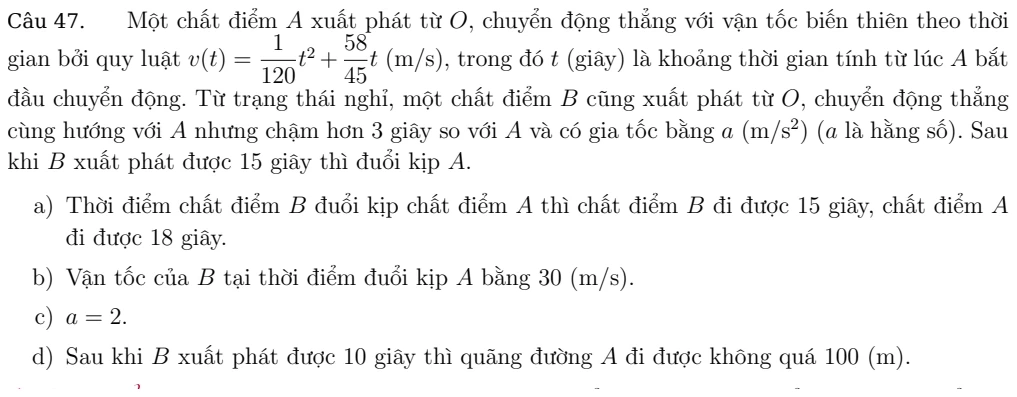 Câu 47. Một chất điểm A xuất phát từ O, chuyển động thẳng với vận tốc biến thiên theo thời
gian bởi quy luật v(t) = \frac{1}{120}t² + \frac{58}{45}t (m/s), trong đó t (giây) là khoảng thời gian tính từ lúc A bắt
đầu chuyển động. Từ trạng thái nghỉ, một chất điểm B cũng xuất phát từ O, chuyển động thẳng
cùng hướng với A nhưng chậm hơn 3 giây so với A và có gia tốc bằng a (m/s²) (a là hằng số). Sau
khi B xuất phát được 15 giây thì đuổi kịp A.
a) Thời điểm chất điểm B đuổi kịp chất điểm A thì chất điểm B đi được 15 giây, chất điểm A
đi được 18 giây.
b) Vận tốc của B tại thời điểm đuổi kịp A bằng 30 (m/s).
c) a = 2.
d) Sau khi B xuất phát được 10 giây thì quãng đường A đi được không quá 100 (m).